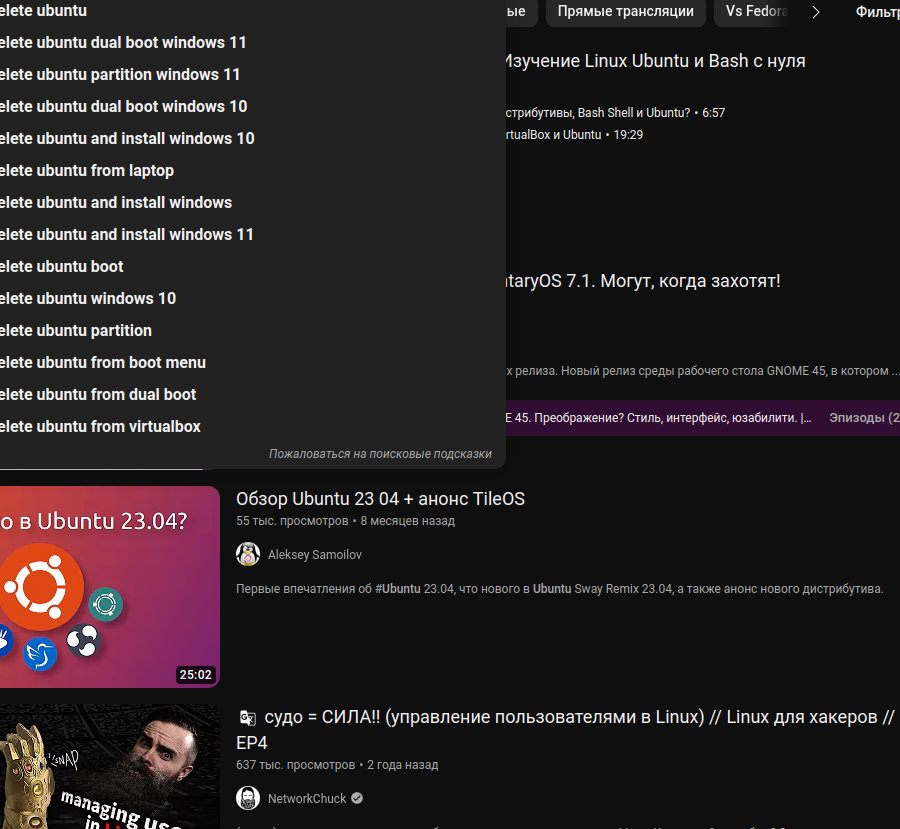 elete ubuntu
elete ubuntu dual boot windows 11
elete ubuntu partition windows 11
elete ubuntu dual boot windows 10
elete ubuntu and install windows 10
elete ubuntu from laptop
elete ubuntu and install windows
elete ubuntu and install windows 11
elete ubuntu boot
elete ubuntu windows 10
elete ubuntu partition
elete ubuntu from boot menu
elete ubuntu from dual boot
elete ubuntu from virtualbox
Пожаловаться на поисковые подсказки
ые Прямые трансляции Vs Fedora Фильтр
Изучение Linux Ubuntu и Bash с нуля
стрибутивы, Bash Shell и Ubuntu? • 6:57
rtualBox и Ubuntu • 19:29
ntaryOS 7.1. Могут, когда захотят!
х релиза. Новый релиз среды рабочего стола GNOME 45, в котором ...
E 45. Преображение? Стиль, интерфейс, юзабилити. |... Эпизоды (2
о в Ubuntu 23.04?
25:02
Обзор Ubuntu 23 04 + анонс TileOS
55 тыс. просмотров • 8 месяцев назад
Aleksey Samoilov
Первые впечатления об #Ubuntu 23.04, что нового в Ubuntu Sway Remix 23.04, а также анонс нового дистрибутива.
SNAP
managing use
in
судо = СИЛА!! (управление пользователями в Linux) // Linux для хакеров //
EP4
637 тыс. просмотров • 2 года назад
NetworkChuck